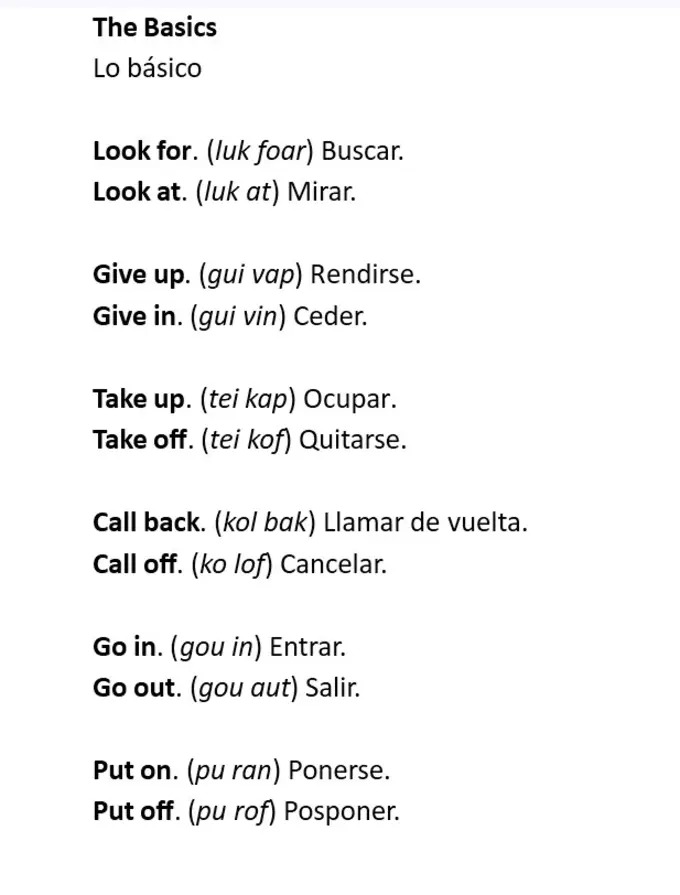 The Basics
Lo básico
Look for. (luk foar) Buscar.
Look at. (luk at) Mirar.
Give up. (gui vap) Rendirse.
Give in. (gui vin) Ceder.
Take up. (tei kap) Ocupar.
Take off. (tei kof) Quitarse.
Call back. (kol bak) Llamar de vuelta.
Call off. (ko lof) Cancelar.
Go in. (gou in) Entrar.
Go out. (gou aut) Salir.
Put on. (pu ran) Ponerse.
Put off. (pu rof) Posponer.